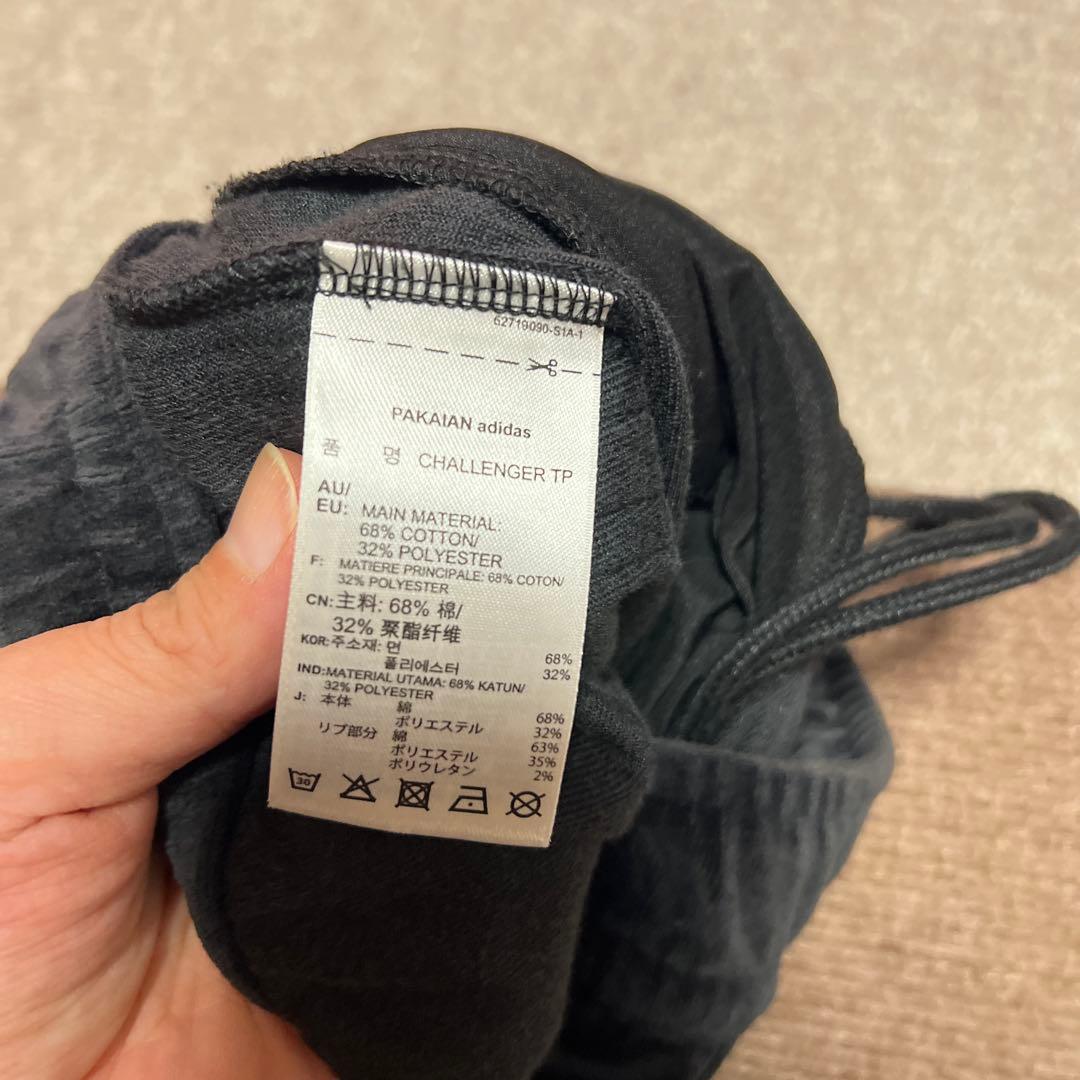 62719090-S1A-1
PAKAIAN adidas
품 명 CHALLENGER TP
AU/
EU: MAIN MATERIAL:
68% COTTON/
32% POLYESTER
F: MATIERE PRINCIPALE: 68% COTON/
32% POLYESTER
CN: 主料: 68% 棉/
32% 聚酯纤维
KOR: 주소재: 면 68%
폴리에스터 32%
IND: MATERIAL UTAMA: 68% KATUN/
32% POLYESTER
J: 本体 綿 68%
ポリエステル 32%
リブ部分 綿 63%
ポリエステル 35%
ポリウレタン 2%
30